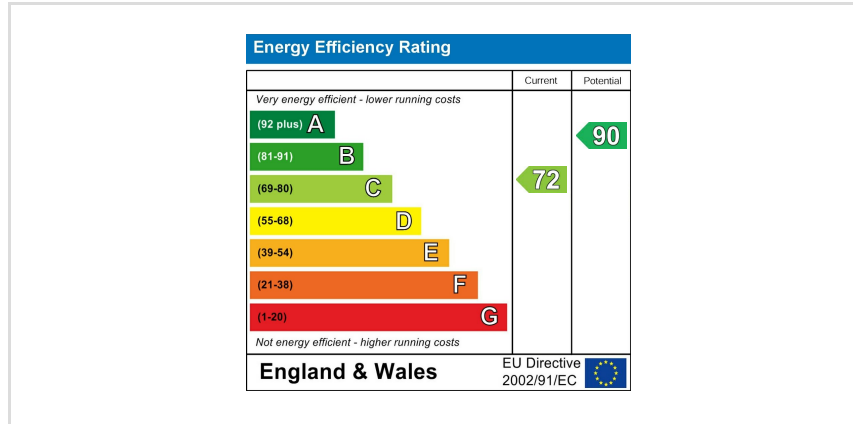 Energy Efficiency Rating
Current Potential
Very energy efficient - lower running costs
(92 plus) A
90
(81-91) B
(69-80) C
72
(55-68) D
(39-54) E
(21-38) F
(1-20) G
Not energy efficient - higher running costs
England & Wales
EU Directive
2002/91/EC